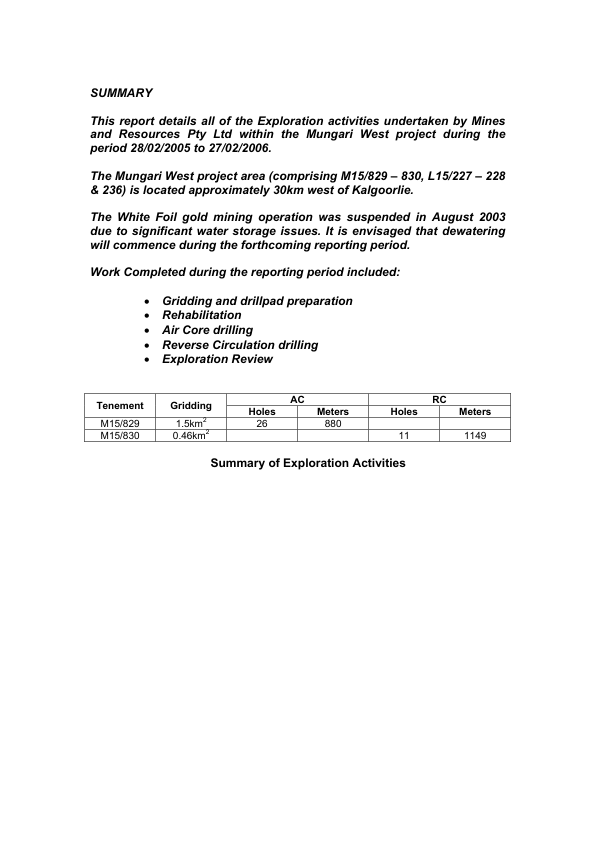 SUMMARY
This report details all of the Exploration activities undertaken by Mines
and Resources Pty Ltd within the Mungari West project during the
period 28/02/2005 to 27/02/2006.
The Mungari West project area (comprising M15/829 – 830, L15/227 – 228
& 236) is located approximately 30km west of Kalgoorlie.
The White Foil gold mining operation was suspended in August 2003
due to significant water storage issues. It is envisaged that dewatering
will commence during the forthcoming reporting period.
Work Completed during the reporting period included:
• Gridding and drillpad preparation
• Rehabilitation
• Air Core drilling
• Reverse Circulation drilling
• Exploration Review
Tenement Gridding AC RC
Holes Meters Holes Meters
M15/829 1.5km² 26 880
M15/830 0.46km² 11 1149
Summary of Exploration Activities